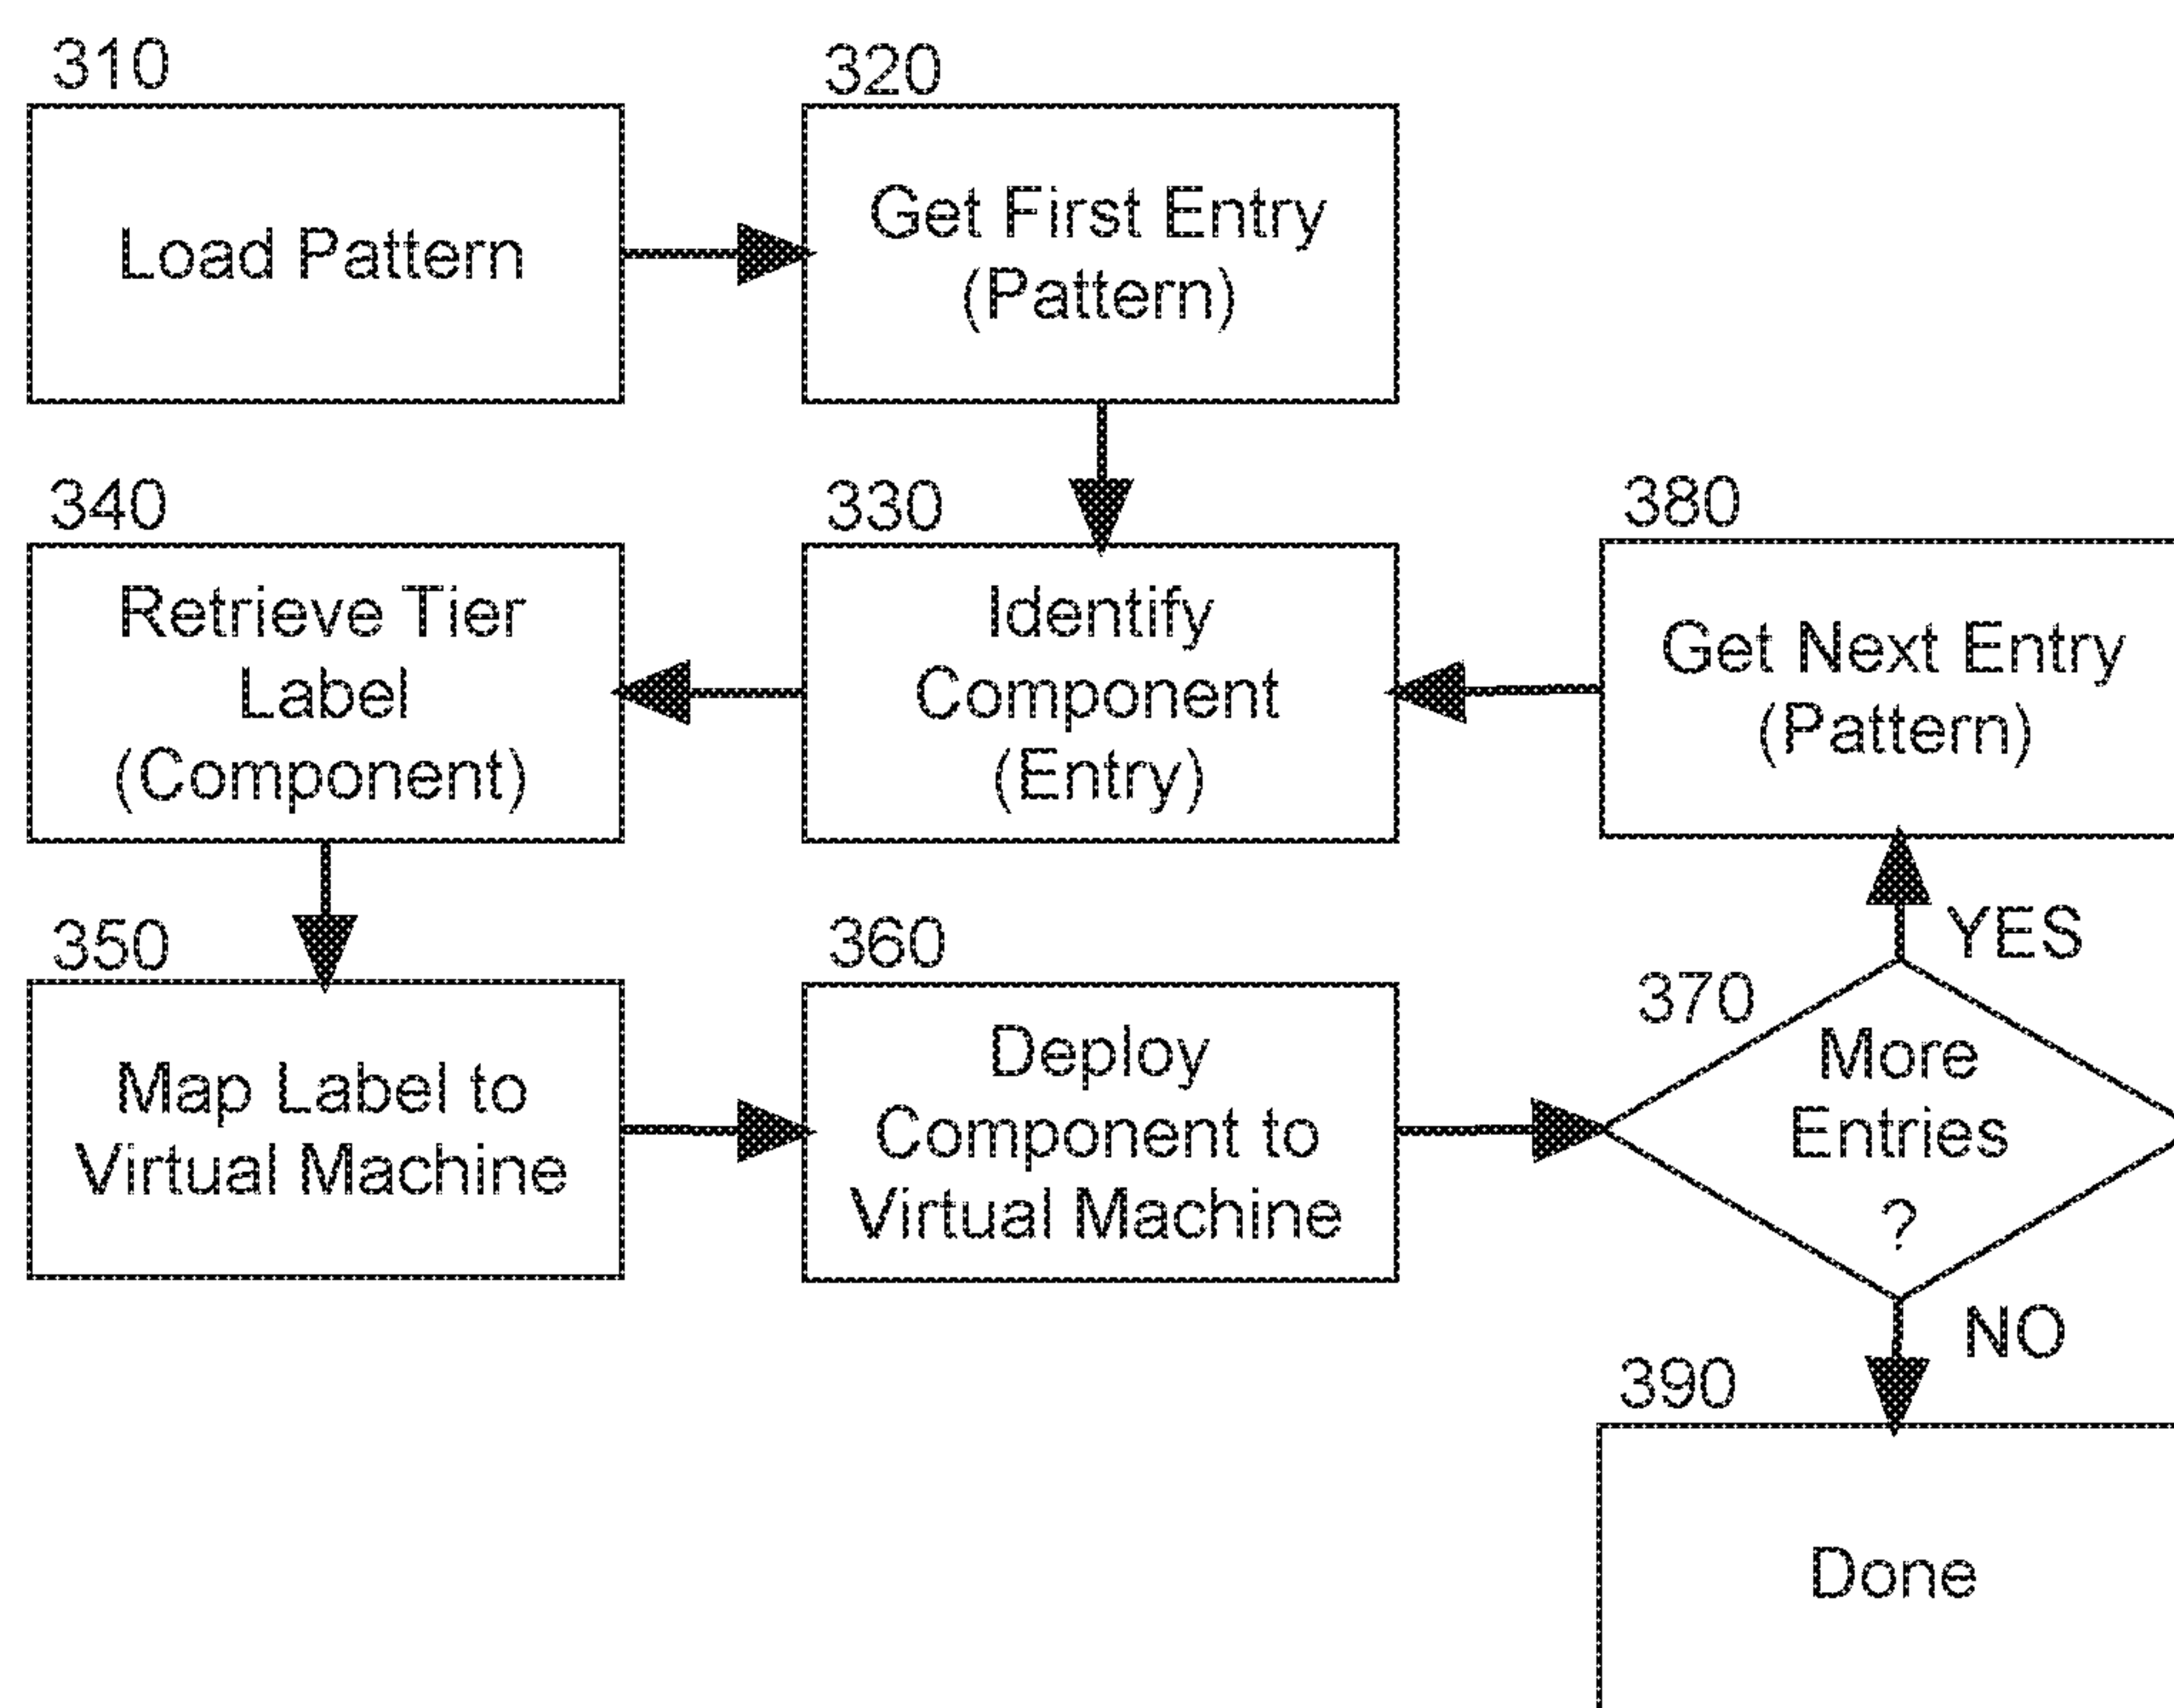 310
Load Pattern
320
Get First Entry
(Pattern)
340
Retrieve Tier
Label
(Component)
330
Identify
Component
(Entry)
380
Get Next Entry
(Pattern)
YES
350
Map Label to
Virtual Machine
360
Deploy
Component to
Virtual Machine
370
More
Entries
?
NO
390
Done